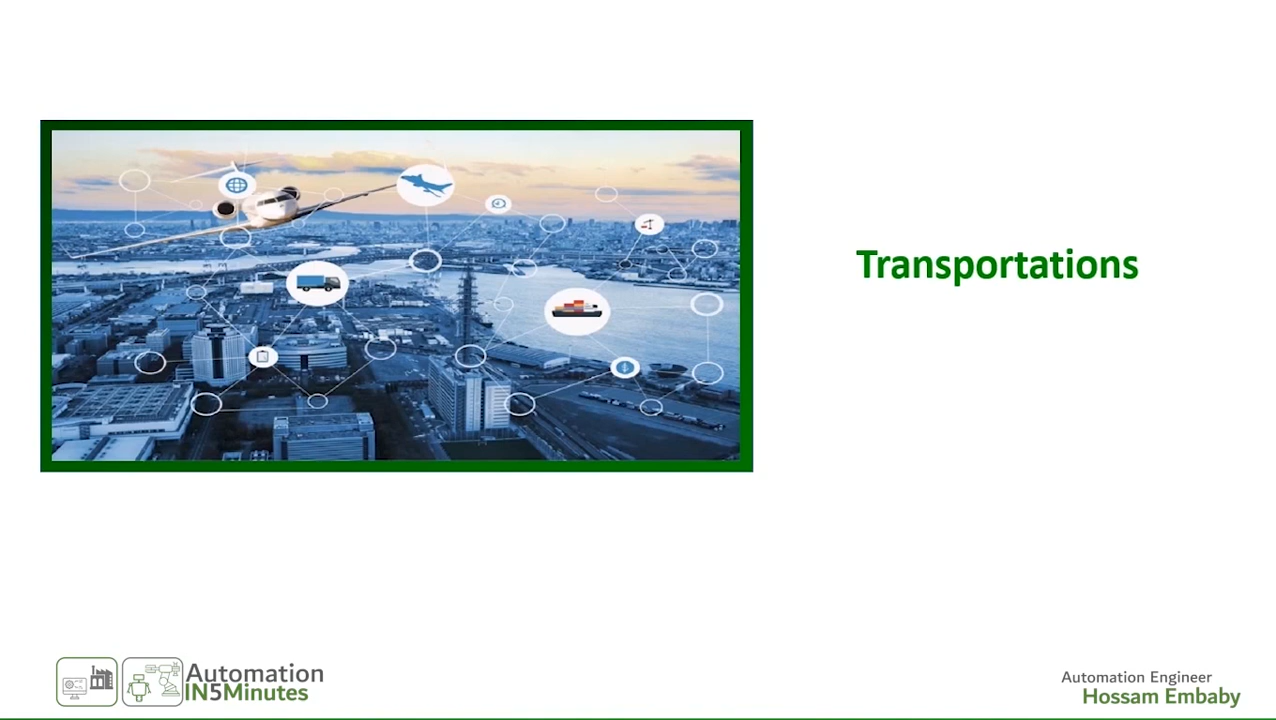 Transportations
Automation
IN5Minutes
Automation Engineer
Hossam Embaby